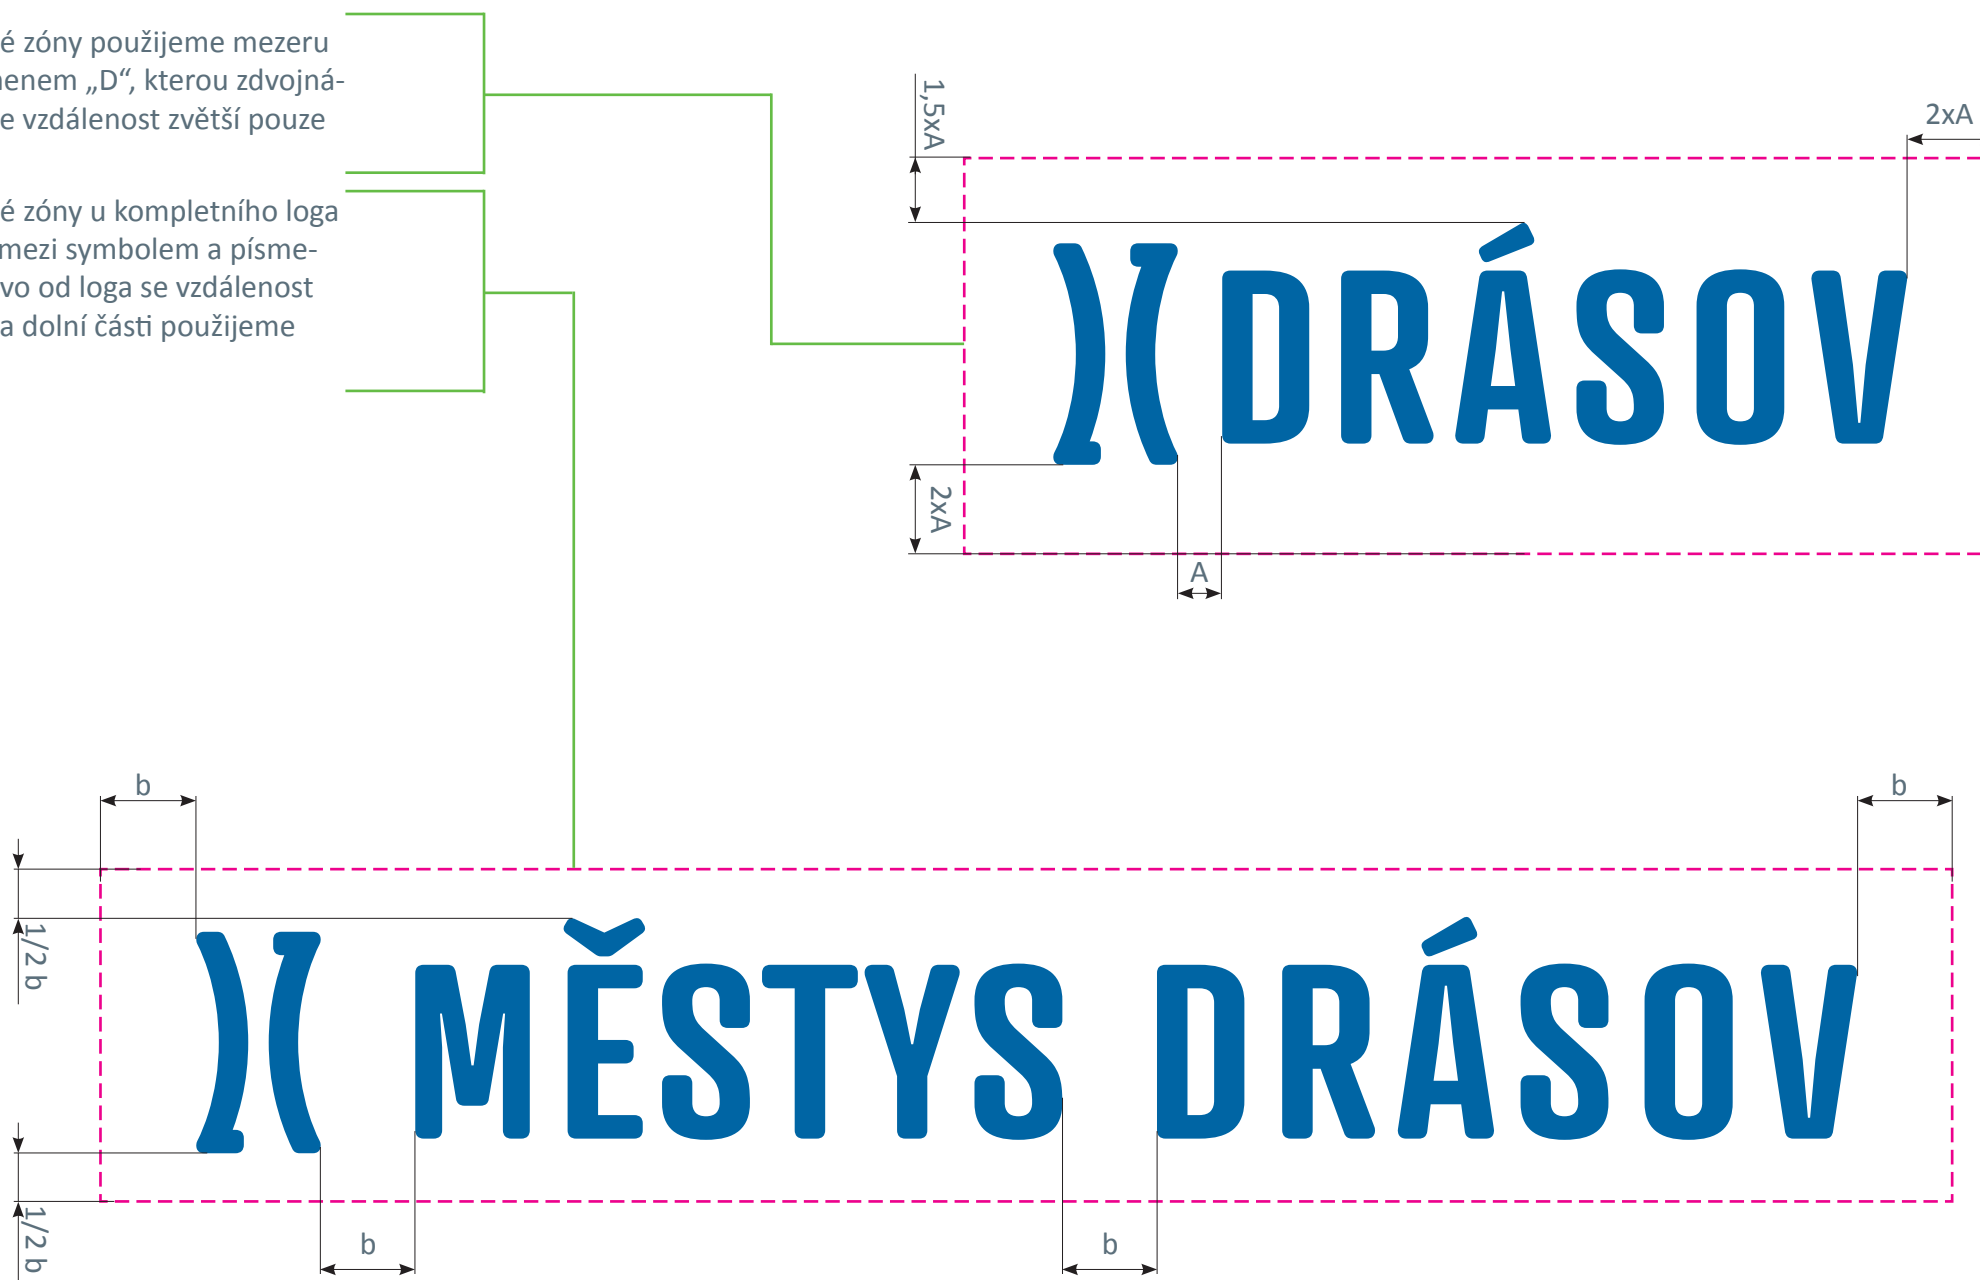 é zóny použijeme mezeru
nenem „D“, kterou zdvojná-
e vzdálenost zvětší pouze
é zóny u kompletního loga
mezi symbolem a písme-
vo od loga se vzdálenost
a dolní části použijeme
1,5xA
2xA
DRÁSOV
2xA
A
b
b
1/2 b
MĚSTYS DRÁSOV
1/2 b
b
b